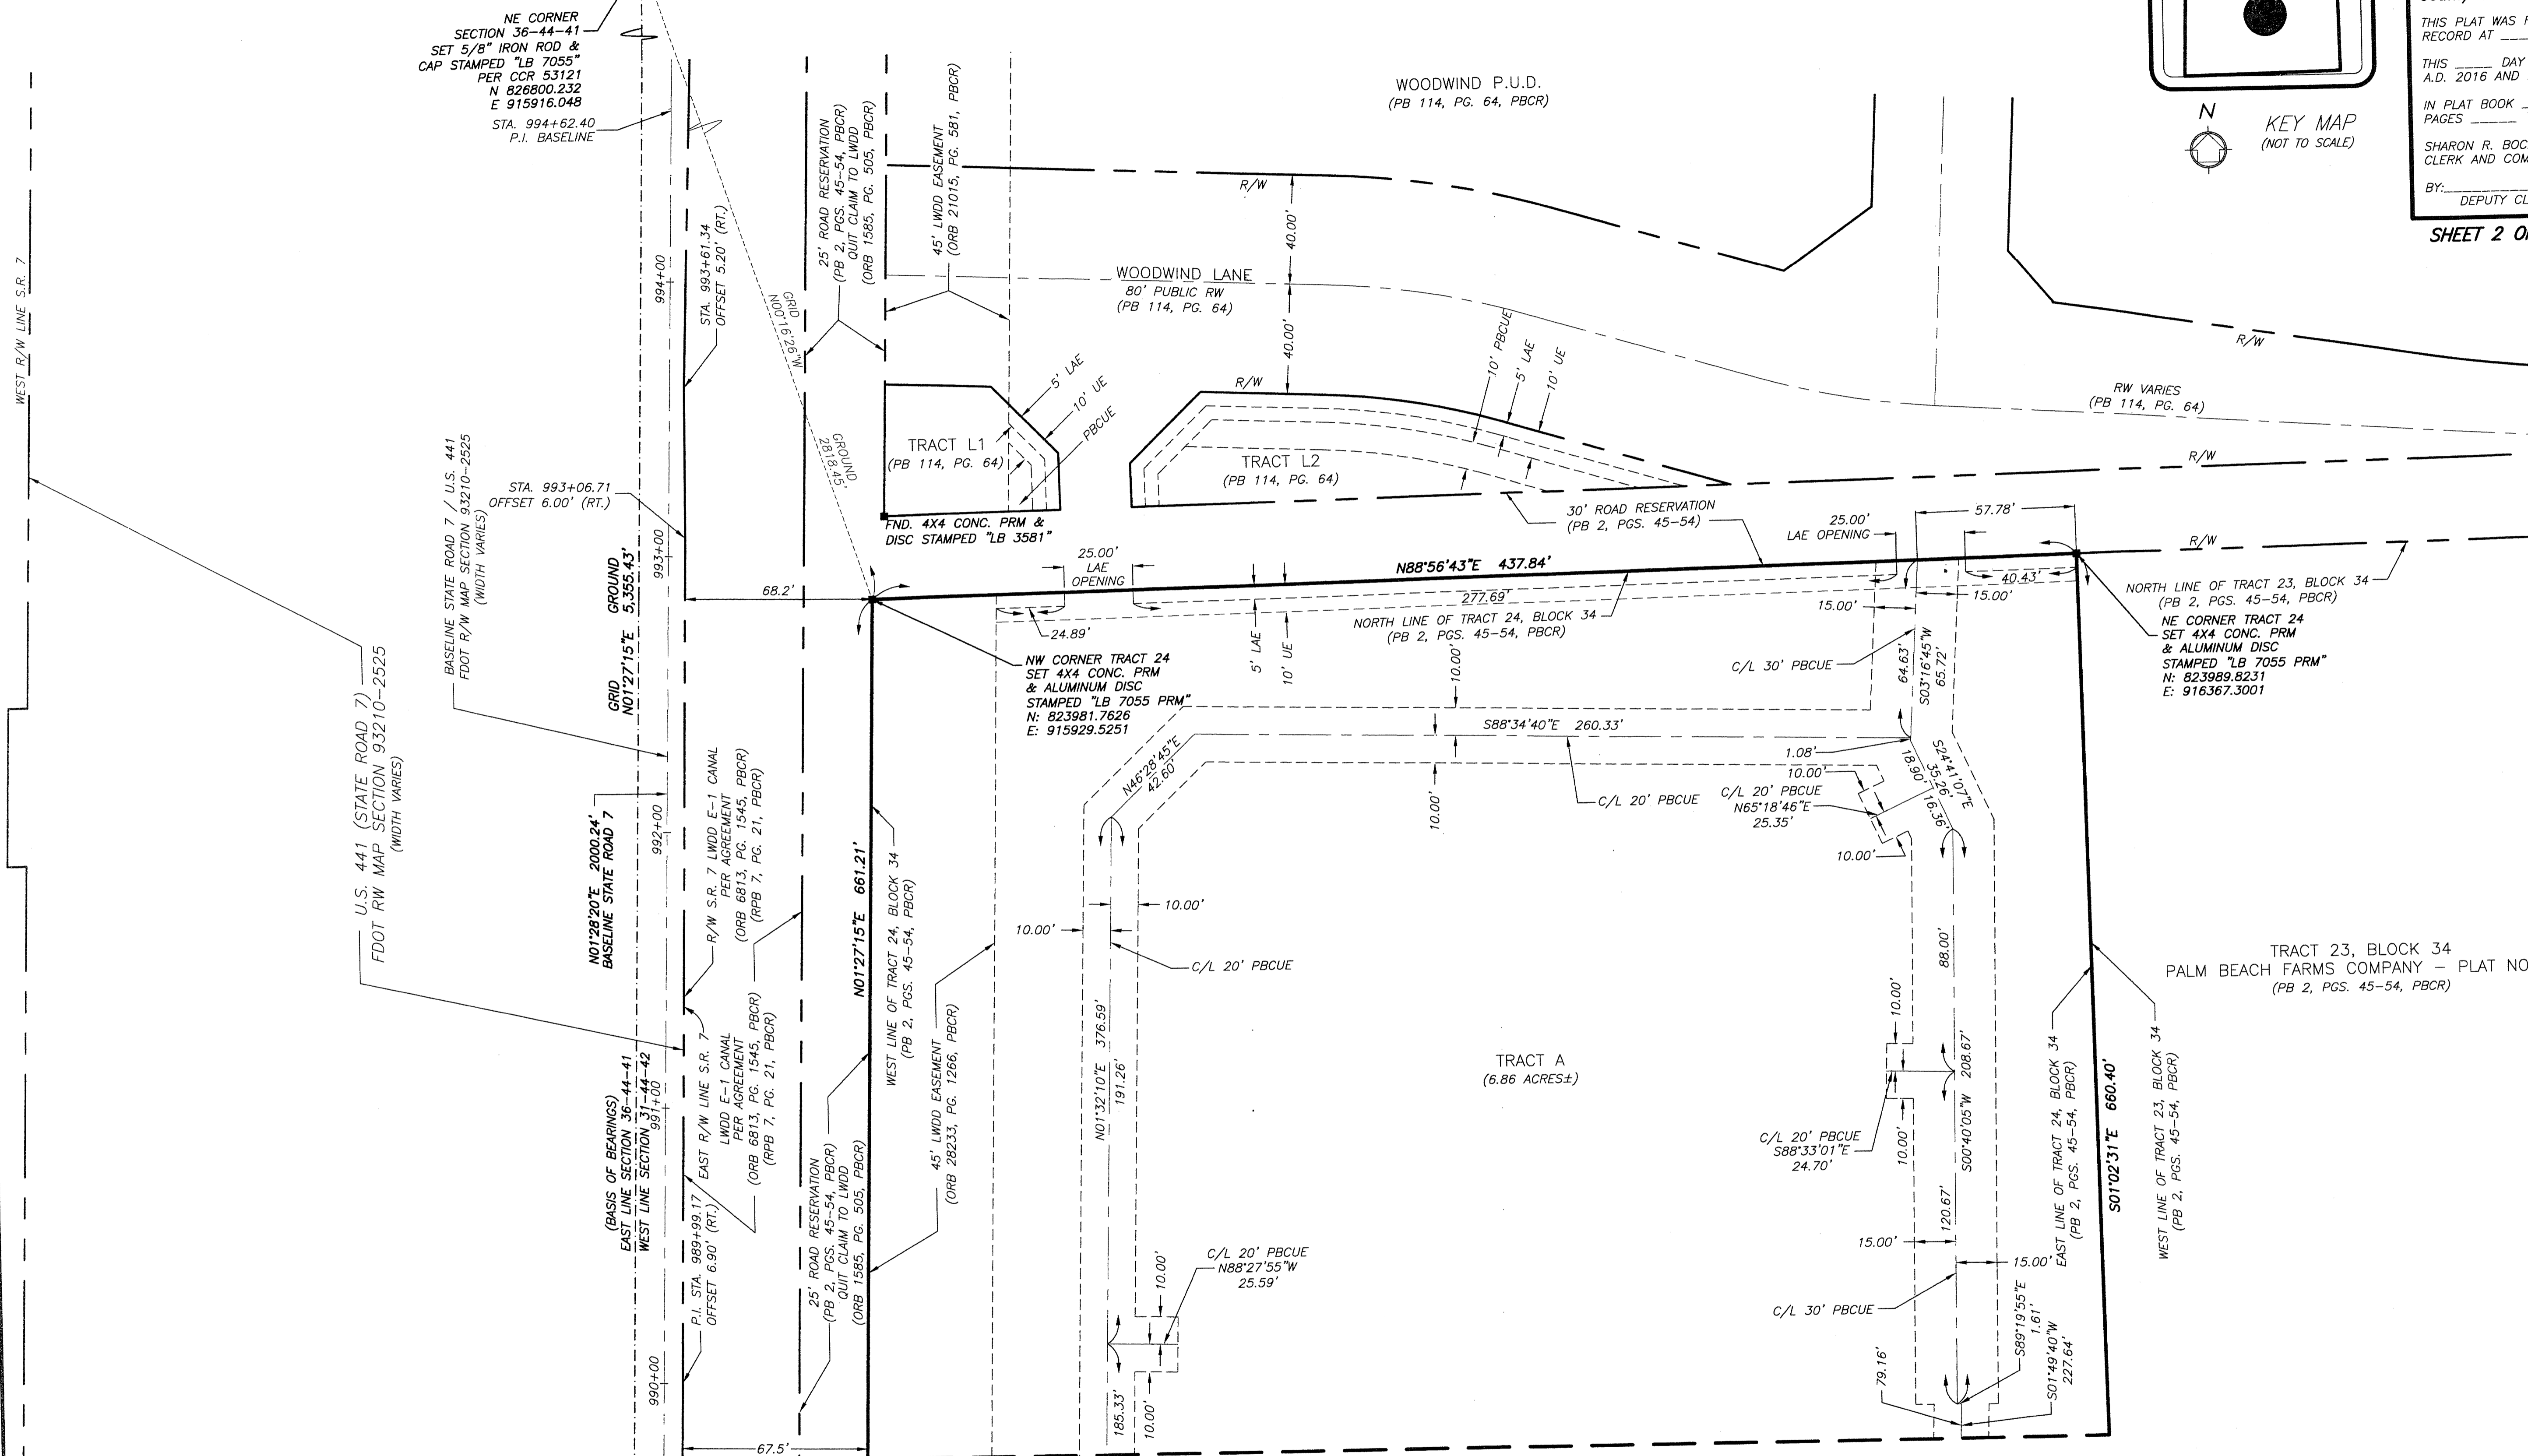 NE CORNER
SECTION 36-44-41
SET 5/8" IRON ROD &
CAP STAMPED "LB 7055"
PER CCR 53121
N 826800.232
E 915916.048
STA. 994+62.40
P.I. BASELINE
WEST R/W LINE S.R. 7
U.S. 441 (STATE ROAD 7)
FDOT RW MAP SECTION 93210-2525
(WIDTH VARIES)
BASELINE STATE ROAD 7 / U.S. 441
FDOT R/W MAP SECTION 93210-2525
(WIDTH VARIES)
STA. 993+06.71
OFFSET 6.00' (RT.)
STA. 993+61.34
OFFSET 5.20' (RT.)
994+00
993+00
992+00
991+00
990+00
GRID GROUND
N01°27'15"E 5,355.43'
N01°28'20"E 2000.24'
BASELINE STATE ROAD 7
(BASIS OF BEARINGS)
EAST LINE SECTION 36-44-41
WEST LINE SECTION 31-44-42
GRID
N00°16'26"W
GROUND
2818.45'
25' ROAD RESERVATION
(PB 2, PGS. 45-54, PBCR)
QUIT CLAIM TO LWDD
(ORB 1585, PG. 505, PBCR)
45' LWDD EASEMENT
(ORB 21015, PG. 581, PBCR)
WOODWIND P.U.D.
(PB 114, PG. 64, PBCR)
R/W
40.00'
WOODWIND LANE
80' PUBLIC RW
(PB 114, PG. 64)
40.00'
R/W
5' LAE
10' UE
PBCUE
TRACT L1
(PB 114, PG. 64)
FND. 4X4 CONC. PRM &
DISC STAMPED "LB 3581"
10' PBCUE
5' LAE
10' UE
TRACT L2
(PB 114, PG. 64)
N
KEY MAP
(NOT TO SCALE)
THIS PLAT WAS
RECORD AT ____
THIS ____ DAY
A.D. 2016 AND
IN PLAT BOOK
PAGES _____
SHARON R.
CLERK AND
BY:
DEPUTY
SHEET 2
R/W
RW VARIES
(PB 114, PG. 64)
R/W
30' ROAD RESERVATION
(PB 2, PGS. 45-54)
25.00'
LAE OPENING
57.78'
R/W
25.00'
LAE
OPENING
N88°56'43"E 437.84'
68.2'
277.69'
24.89'
40.43'
15.00'
15.00'
5' LAE
10' UE
NORTH LINE OF TRACT 24, BLOCK 34
(PB 2, PGS. 45-54, PBCR)
NORTH LINE OF TRACT 23, BLOCK 34
(PB 2, PGS. 45-54, PBCR)
NE CORNER TRACT 24
SET 4X4 CONC. PRM
& ALUMINUM DISC
STAMPED "LB 7055 PRM"
N: 823989.8231
E: 916367.3001
NW CORNER TRACT 24
SET 4X4 CONC. PRM
& ALUMINUM DISC
STAMPED "LB 7055 PRM"
N: 823981.7626
E: 915929.5251
C/L 30' PBCUE
64.63'
S03°16'45"W
65.72'
10.00'
S88°34'40"E 260.33'
N46°28'45"E
42.60'
10.00'
C/L 20' PBCUE
1.08'
10.00'
C/L 20' PBCUE
N65°18'46"E
25.35'
10.00'
S24°41'07"E
35.26'
18.90'
16.36'
10.00'
10.00'
C/L 20' PBCUE
R/W S.R. 7 LWDD E-1 CANAL
PER AGREEMENT
(ORB 6813, PG. 1545, PBCR)
(RPB 7, PG. 21, PBCR)
EAST R/W LINE S.R. 7
LWDD E-1 CANAL
PER AGREEMENT
(ORB 6813, PG. 1545, PBCR)
(RPB 7, PG. 21, PBCR)
P.I. STA. 989+99.17
OFFSET 6.90' (RT.)
N01°27'15"E 661.21'
WEST LINE OF TRACT 24, BLOCK 34
(PB 2, PGS. 45-54, PBCR)
45' LWDD EASEMENT
(ORB 28233, PG. 1266, PBCR)
25' ROAD RESERVATION
(PB 2, PGS. 45-54, PBCR)
QUIT CLAIM TO LWDD
(ORB 1585, PG. 505, PBCR)
67.5'
N01°32'10"E 376.59'
191.26'
185.33'
C/L 20' PBCUE
N88°27'55"W
25.59'
10.00'
10.00'
TRACT A
(6.86 ACRES±)
88.00'
10.00'
208.67'
S00°40'05"W
C/L 20' PBCUE
S88°33'01"E
24.70'
10.00'
120.67'
15.00'
15.00'
C/L 30' PBCUE
79.16'
S89°19'55"E
1.61'
S01°49'40"W
227.64'
EAST LINE OF TRACT 24, BLOCK 34
(PB 2, PGS. 45-54, PBCR)
S01°02'31"E 660.40'
WEST LINE OF TRACT 23, BLOCK 34
(PB 2, PGS. 45-54, PBCR)
TRACT 23, BLOCK 34
PALM BEACH FARMS COMPANY - PLAT NO
(PB 2, PGS. 45-54, PBCR)